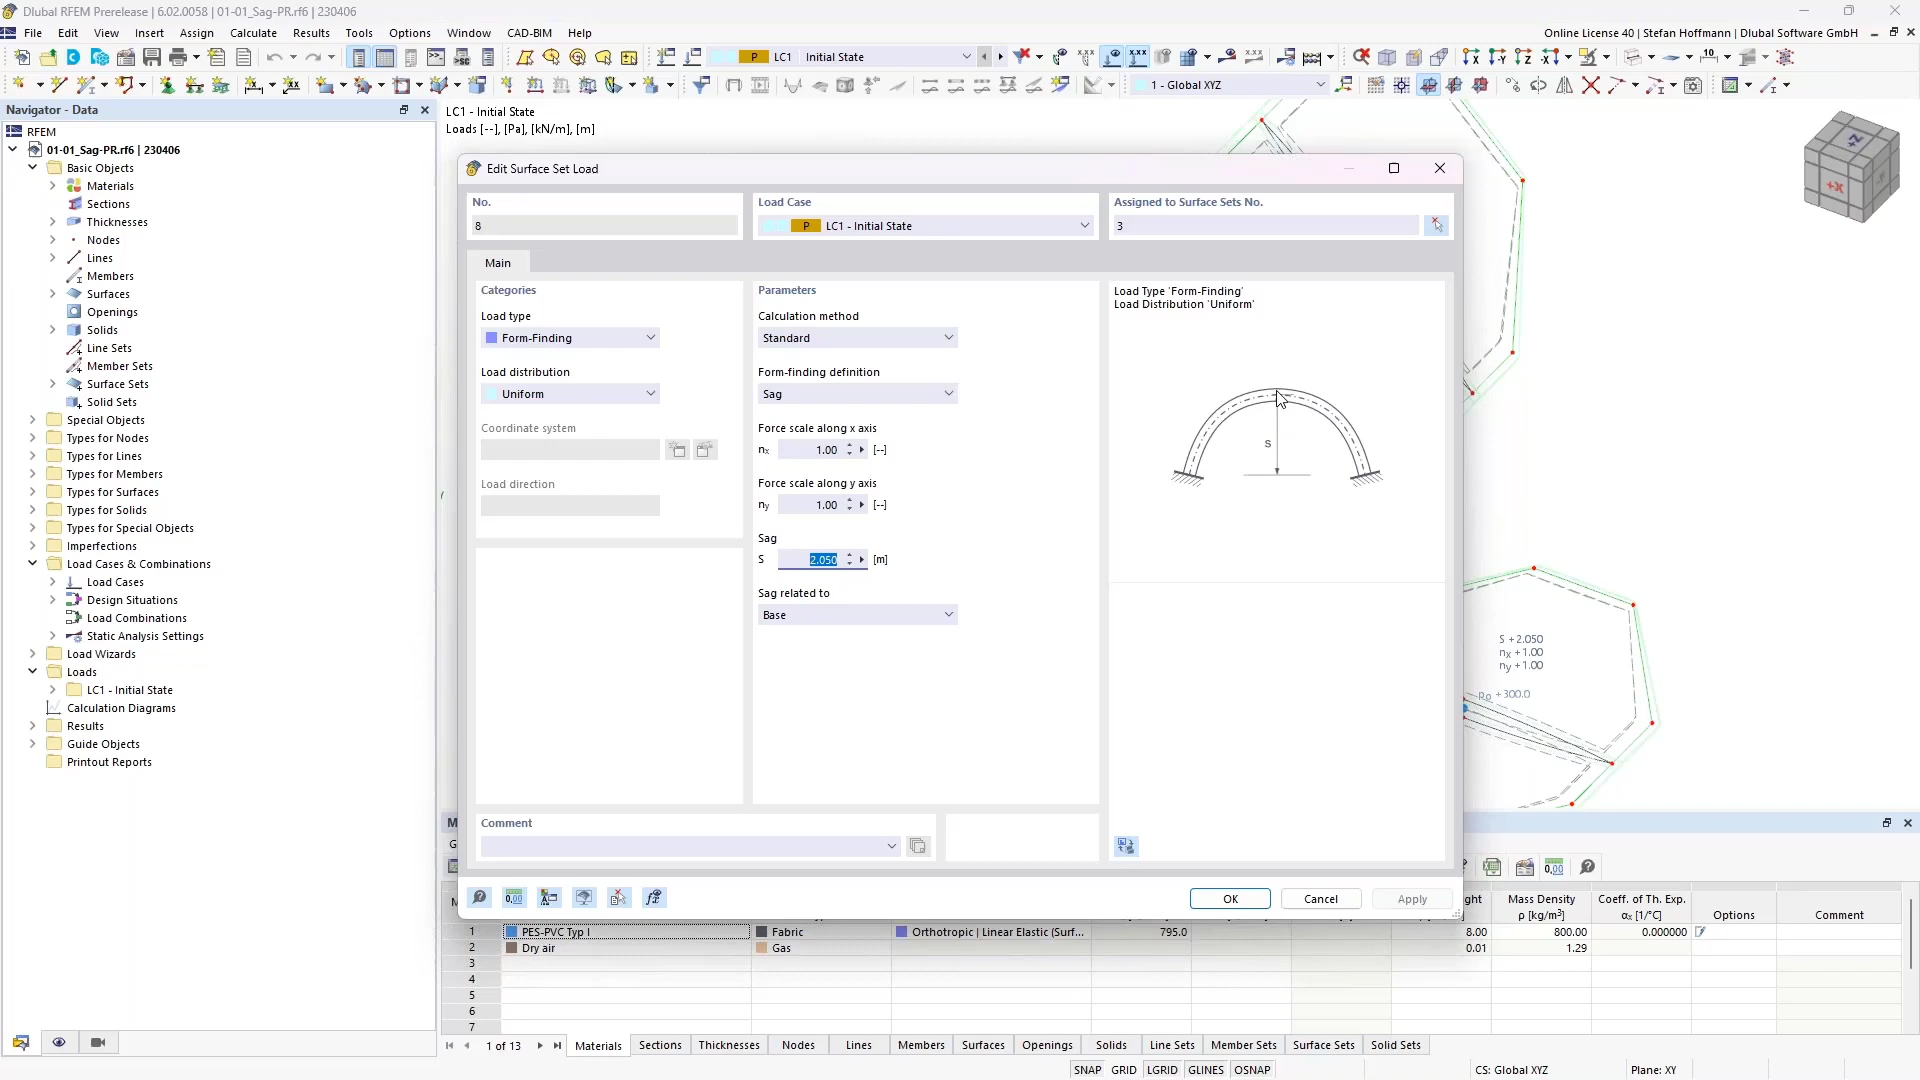 Dlubal RFEM Prerelease | 6.02.0058 | 01-01_Sag-PR.rf6 | 230406
File Edit View Insert Assign Calculate Results Tools Options Window CAD-BIM Help
Online License 40 | Stefan Hoffmann | Dlubal Software GmbH
P LC1 Initial State
1 - Global XYZ
Navigator - Data
RFEM
01-01_Sag-PR.rf6 | 230406
Basic Objects
Materials
Sections
Thicknesses
Nodes
Lines
Members
Surfaces
Openings
Solids
Line Sets
Member Sets
Surface Sets
Solid Sets
Special Objects
Types for Nodes
Types for Lines
Types for Members
Types for Surfaces
Types for Solids
Types for Special Objects
Imperfections
Load Cases & Combinations
Load Cases
Design Situations
Load Combinations
Static Analysis Settings
Load Wizards
Loads
LC1 - Initial State
Calculation Diagrams
Results
Guide Objects
Printout Reports
LC1 - Initial State
Loads [--], [Pa], [kN/m], [m]
+Z
+X
Edit Surface Set Load
No.
8
Load Case
P LC1 - Initial State
Assigned to Surface Sets No.
3
Main
Categories
Load type
Form-Finding
Load distribution
Uniform
Coordinate system
Load direction
Parameters
Calculation method
Standard
Form-finding definition
Sag
Force scale along x axis
nx 1.00 [--]
Force scale along y axis
ny 1.00 [--]
Sag
S 2.050 [m]
Sag related to
Base
Load Type 'Form-Finding'
Load Distribution 'Uniform'
S
Comment
OK Cancel Apply
S +2.050
nx +1.00
ny +1.00
Ro +300.0
M
G
M
ght
Mass Density
ρ [kg/m³]
Coeff. of Th. Exp.
αx [1/°C]
Options
Comment
1 PES-PVC Typ I Fabric Orthotropic | Linear Elastic (Surf... 795.0 8.00 800.00 0.000000
2 Dry air Gas 0.01 1.29
3
4
5
6
7
1 of 13 Materials Sections Thicknesses Nodes Lines Members Surfaces Openings Solids Line Sets Member Sets Surface Sets Solid Sets
SNAP GRID LGRID GLINES OSNAP CS: Global XYZ Plane: XY